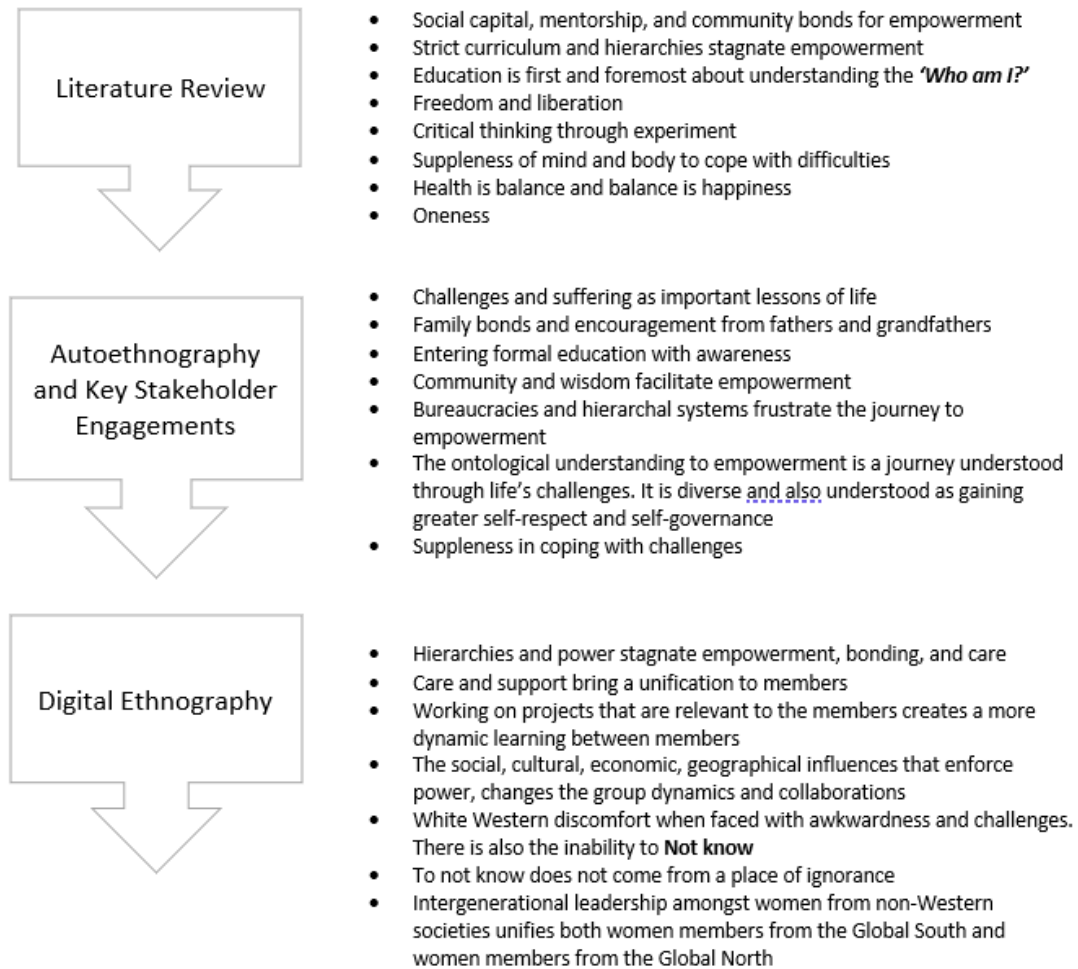 Literature Review
• Social capital, mentorship, and community bonds for empowerment
• Strict curriculum and hierarchies stagnate empowerment
• Education is first and foremost about understanding the ‘Who am I?’
• Freedom and liberation
• Critical thinking through experiment
• Suppleness of mind and body to cope with difficulties
• Health is balance and balance is happiness
• Oneness
Autoethnography
and Key Stakeholder
Engagements
• Challenges and suffering as important lessons of life
• Family bonds and encouragement from fathers and grandfathers
• Entering formal education with awareness
• Community and wisdom facilitate empowerment
• Bureaucracies and hierarchal systems frustrate the journey to
empowerment
• The ontological understanding to empowerment is a journey understood
through life’s challenges. It is diverse and also understood as gaining
greater self-respect and self-governance
• Suppleness in coping with challenges
Digital Ethnography
• Hierarchies and power stagnate empowerment, bonding, and care
• Care and support bring a unification to members
• Working on projects that are relevant to the members creates a more
dynamic learning between members
• The social, cultural, economic, geographical influences that enforce
power, changes the group dynamics and collaborations
• White Western discomfort when faced with awkwardness and challenges.
There is also the inability to Not know
• To not know does not come from a place of ignorance
• Intergenerational leadership amongst women from non-Western
societies unifies both women members from the Global South and
women members from the Global North